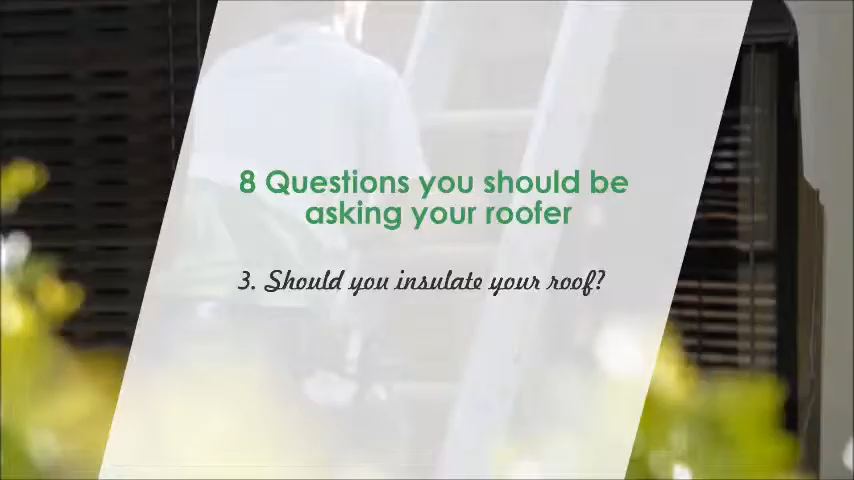 8 Questions you should be
asking your roofer
3. Should you insulate your roof?